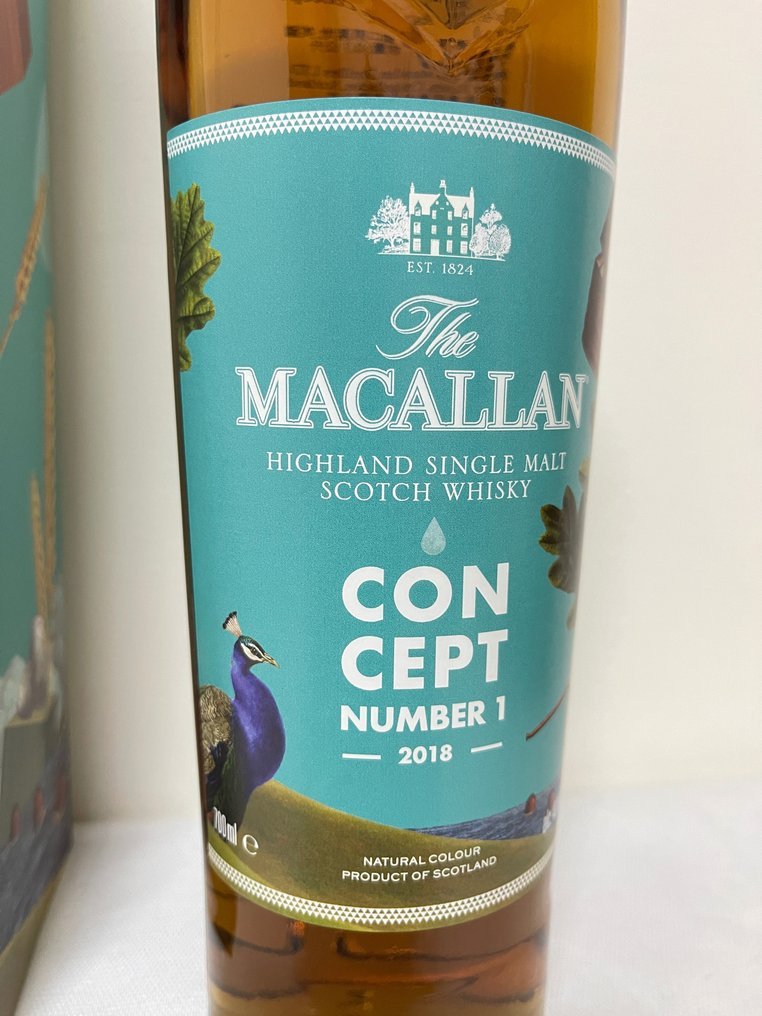 EST. 1824
The
MACALLAN
HIGHLAND SINGLE MALT
SCOTCH WHISKY
CON
CEPT
NUMBER 1
2018
700ml e
NATURAL COLOUR
PRODUCT OF SCOTLAND